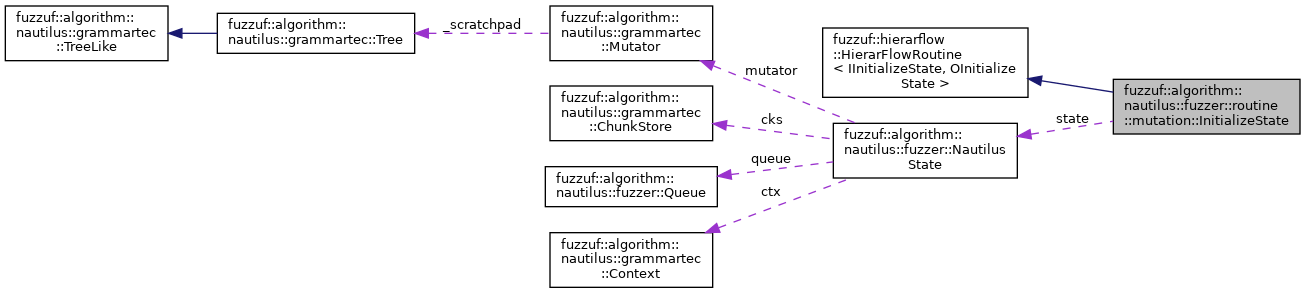 fuzzuf::algorithm::
nautilus::grammartec
::TreeLike
fuzzuf::algorithm::
nautilus::grammartec::Tree
_scratchpad
fuzzuf::algorithm::
nautilus::grammartec
::Mutator
mutator
fuzzuf::algorithm::
nautilus::grammartec
::ChunkStore
cks
fuzzuf::algorithm::
nautilus::fuzzer::Queue
queue
fuzzuf::algorithm::
nautilus::grammartec
::Context
ctx
fuzzuf::hierarflow
::HierarFlowRoutine
< IInitializeState, OInitialize
State >
fuzzuf::algorithm::
nautilus::fuzzer::Nautilus
State
state
fuzzuf::algorithm::
nautilus::fuzzer::routine
::mutation::InitializeState